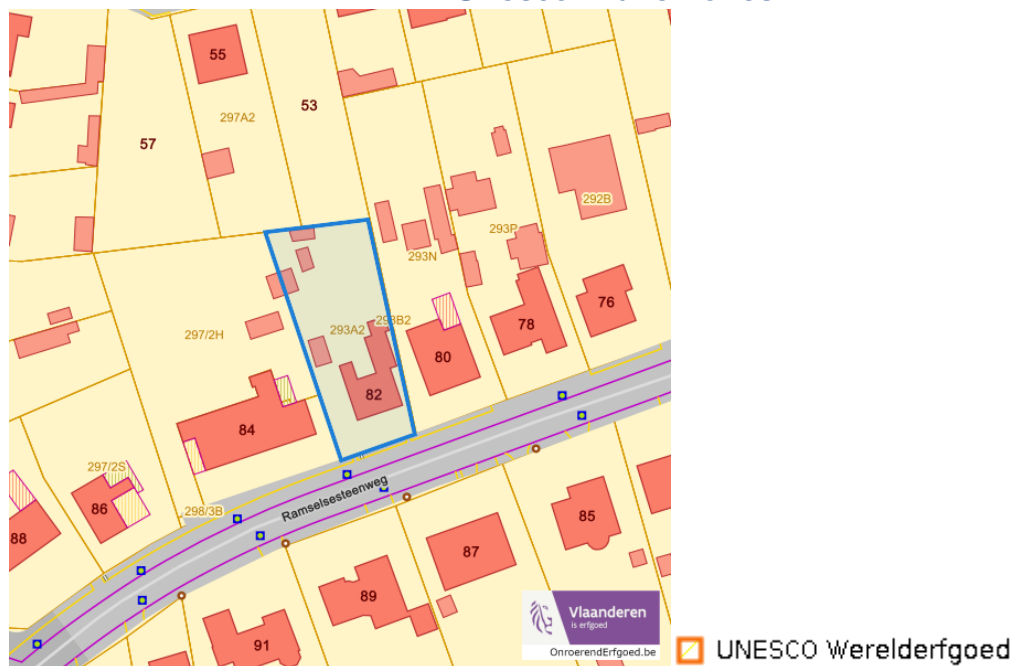 55
53
297A2
57
292B
293P
293N
76
297/2H
293A2
293B2
78
80
82
84
297/2S
86
298/3B
Ramselsesteenweg
88
85
87
89
91
Vlaanderen
is erfgoed
OnroerendErfgoed.be
UNESCO Werelderfgoed